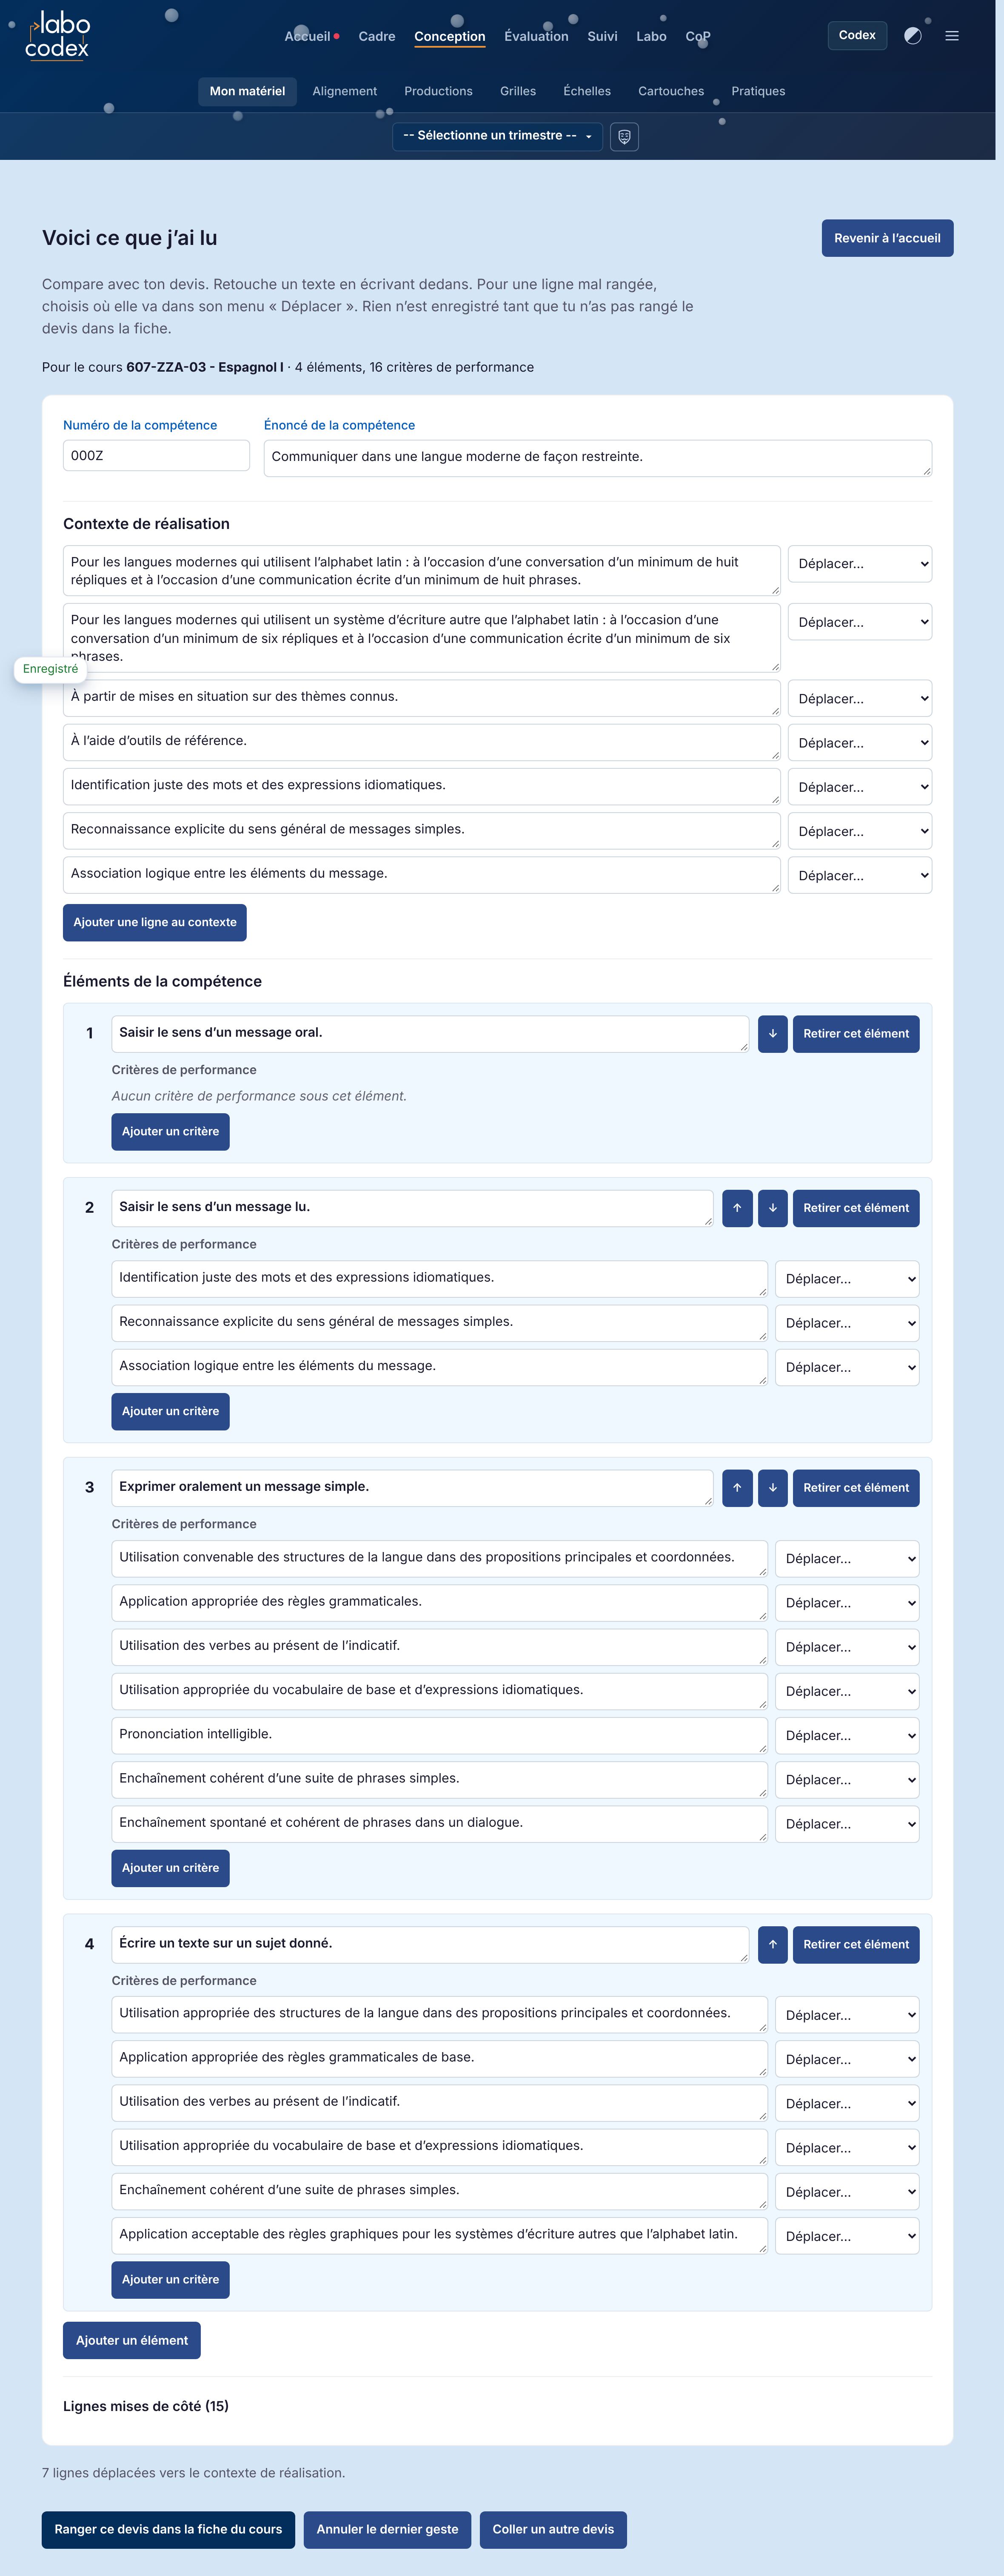 labo
codex
Accueil Cadre Conception Évaluation Suivi Labo CoP
Codex
Mon matériel Alignement Productions Grilles Échelles Cartouches Pratiques
-- Sélectionne un trimestre --
Voici ce que j’ai lu
Revenir à l’accueil
Compare avec ton devis. Retouche un texte en écrivant dedans. Pour une ligne mal rangée,
choisis où elle va dans son menu « Déplacer ». Rien n’est enregistré tant que tu n’as pas rangé le
devis dans la fiche.
Pour le cours 607-ZZA-03 - Espagnol I · 4 éléments, 16 critères de performance
Numéro de la compétence Énoncé de la compétence
000Z Communiquer dans une langue moderne de façon restreinte.
Contexte de réalisation
Pour les langues modernes qui utilisent l’alphabet latin : à l’occasion d’une conversation d’un minimum de huit
répliques et à l’occasion d’une communication écrite d’un minimum de huit phrases.
Déplacer...
Pour les langues modernes qui utilisent un système d’écriture autre que l’alphabet latin : à l’occasion d’une
conversation d’un minimum de six répliques et à l’occasion d’une communication écrite d’un minimum de six
phrases.
Déplacer...
Enregistré
À partir de mises en situation sur des thèmes connus. Déplacer...
À l’aide d’outils de référence. Déplacer...
Identification juste des mots et des expressions idiomatiques. Déplacer...
Reconnaissance explicite du sens général de messages simples. Déplacer...
Association logique entre les éléments du message. Déplacer...
Ajouter une ligne au contexte
Éléments de la compétence
1 Saisir le sens d’un message oral. ↓ Retirer cet élément
Critères de performance
Aucun critère de performance sous cet élément.
Ajouter un critère
2 Saisir le sens d’un message lu. ↑ ↓ Retirer cet élément
Critères de performance
Identification juste des mots et des expressions idiomatiques. Déplacer...
Reconnaissance explicite du sens général de messages simples. Déplacer...
Association logique entre les éléments du message. Déplacer...
Ajouter un critère
3 Exprimer oralement un message simple. ↑ ↓ Retirer cet élément
Critères de performance
Utilisation convenable des structures de la langue dans des propositions principales et coordonnées. Déplacer...
Application appropriée des règles grammaticales. Déplacer...
Utilisation des verbes au présent de l’indicatif. Déplacer...
Utilisation appropriée du vocabulaire de base et d’expressions idiomatiques. Déplacer...
Prononciation intelligible. Déplacer...
Enchaînement cohérent d’une suite de phrases simples. Déplacer...
Enchaînement spontané et cohérent de phrases dans un dialogue. Déplacer...
Ajouter un critère
4 Écrire un texte sur un sujet donné. ↑ Retirer cet élément
Critères de performance
Utilisation appropriée des structures de la langue dans des propositions principales et coordonnées. Déplacer...
Application appropriée des règles grammaticales de base. Déplacer...
Utilisation des verbes au présent de l’indicatif. Déplacer...
Utilisation appropriée du vocabulaire de base et d’expressions idiomatiques. Déplacer...
Enchaînement cohérent d’une suite de phrases simples. Déplacer...
Application acceptable des règles graphiques pour les systèmes d’écriture autres que l’alphabet latin. Déplacer...
Ajouter un critère
Ajouter un élément
Lignes mises de côté (15)
7 lignes déplacées vers le contexte de réalisation.
Ranger ce devis dans la fiche du cours Annuler le dernier geste Coller un autre devis